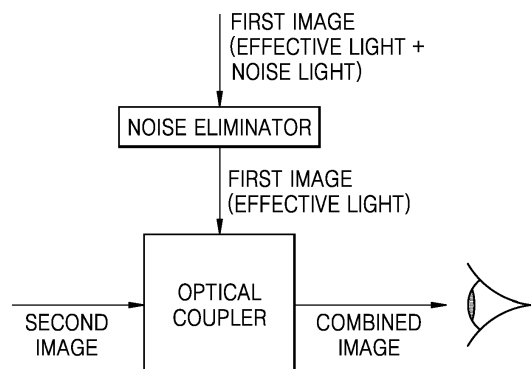 FIRST IMAGE
(EFFECTIVE LIGHT +
NOISE LIGHT)
NOISE ELIMINATOR
FIRST IMAGE
(EFFECTIVE LIGHT)
OPTICAL
COUPLER
SECOND
IMAGE
COMBINED
IMAGE